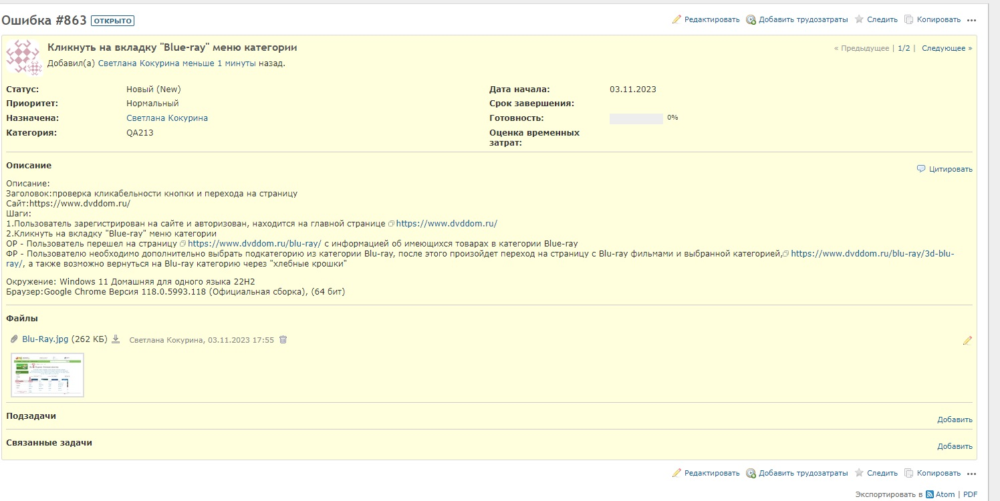 Ошибка #863 ОТКРЫТО
Редактировать Добавить трудозатраты Следить Копировать ...
Кликнуть на вкладку "Blue-ray" меню категории
« Предыдущее | 1/2 | Следующее »
Добавил(а) Светлана Кокурина меньше 1 минуты назад.
Статус: Новый (New) Дата начала: 03.11.2023
Приоритет: Нормальный Срок завершения:
Назначена: Светлана Кокурина Готовность: 0%
Категория: QA213 Оценка временных
затрат:
Описание
Цитировать
Описание:
Заголовок:проверка кликабельности кнопки и перехода на страницу
Сайт:https://www.dvddom.ru/
Шаги:
1.Пользователь зарегистрирован на сайте и авторизован, находится на главной странице https://www.dvddom.ru/
2.Кликнуть на вкладку "Blue-ray" меню категории
ОР - Пользователь перешел на страницу https://www.dvddom.ru/blu-ray/ с информацией об имеющихся товарах в категории Blue-ray
ФР - Пользователю необходимо дополнительно выбрать подкатегорию из категории Blu-ray, после этого произойдет переход на страницу с Blu-ray фильмами и выбранной категорией, https://www.dvddom.ru/blu-ray/3d-blu-
ray/, а также возможно вернуться на Blu-ray категорию через "хлебные крошки"
Окружение: Windows 11 Домашняя для одного языка 22H2
Браузер:Google Chrome Версия 118.0.5993.118 (Официальная сборка), (64 бит)
Файлы
Blu-Ray.jpg (262 КБ) Светлана Кокурина, 03.11.2023 17:55
Подзадачи
Добавить
Связанные задачи
Добавить
Редактировать Добавить трудозатраты Следить Копировать ...
Экспортировать в Atom | PDF